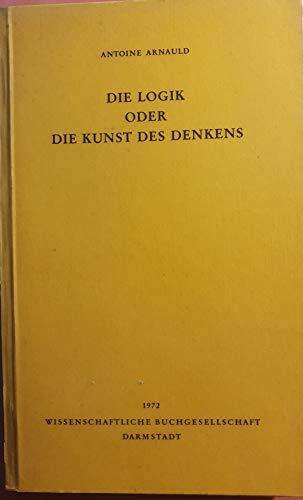 ANTOINE ARNAULD
DIE LOGIK
ODER
DIE KUNST DES DENKENS
1972
WISSENSCHAFTLICHE BUCHGESELLSCHAFT
DARMSTADT